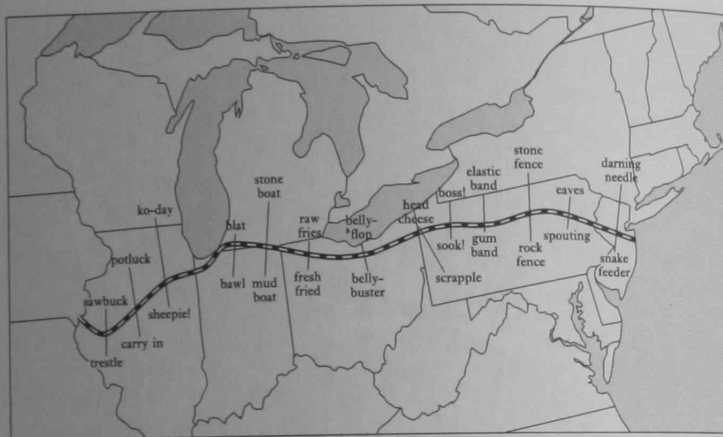 stone
fence
elastic
band
darning
needle
stone
boat
boss!
eaves
ko-day
raw
fries
belly-
flop
head
cheese
blat
potluck
sook!
gum
band
rock
fence
spouting
snake
feeder
sawbuck
sheepie!
bawl
mud
boat
fresh
fried
belly-
buster
scrapple
carry in
trestle